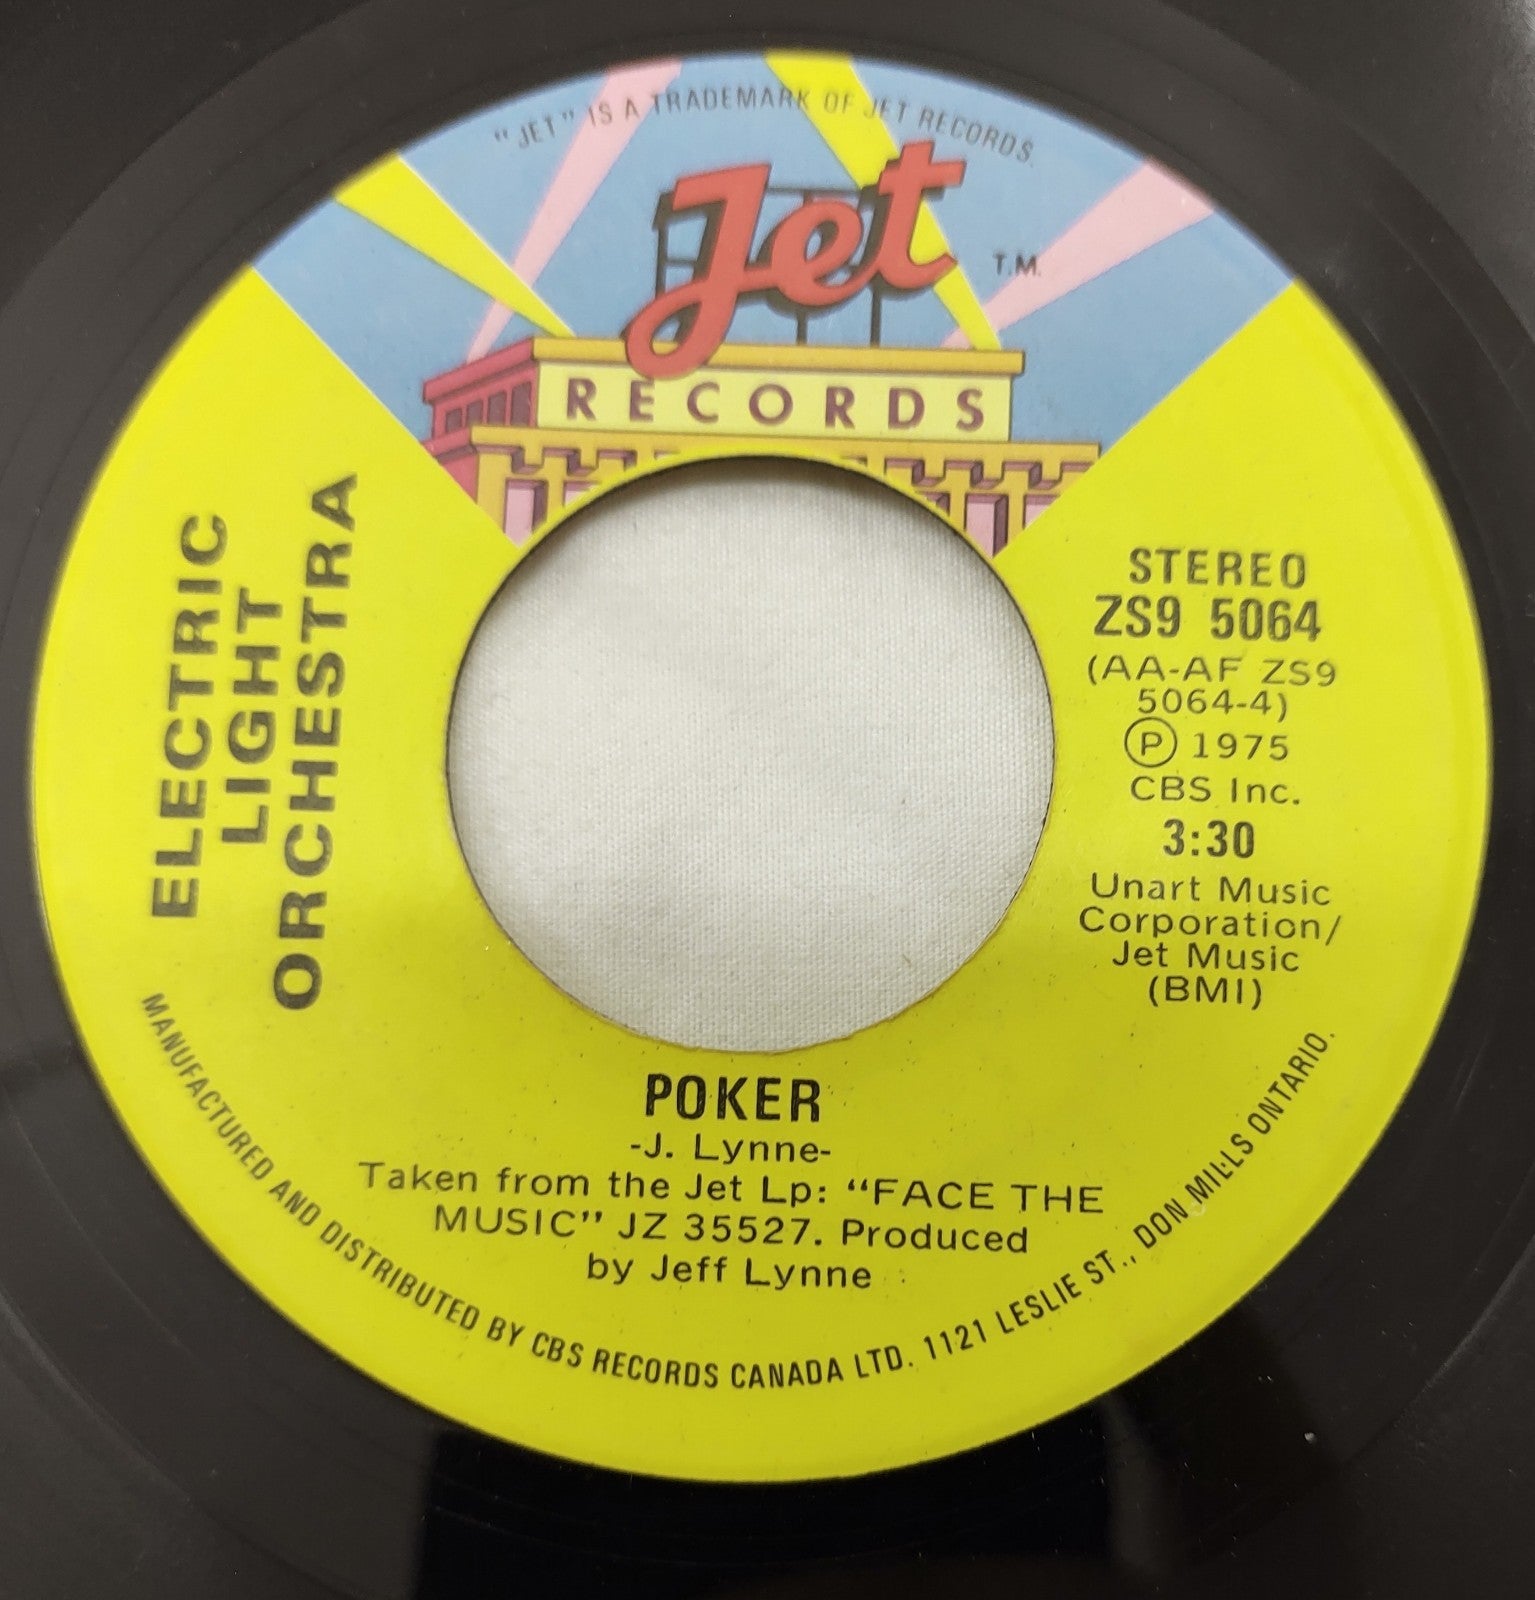 "JET" IS A TRADEMARK OF JET RECORDS.
Jet
T.M.
RECORDS
ELECTRIC
LIGHT
ORCHESTRA
STEREO
ZS9 5064
(AA-AF ZS9
5064-4)
Ⓟ 1975
CBS Inc.
3:30
Unart Music
Corporation/
Jet Music
(BMI)
POKER
-J. Lynne-
Taken from the Jet Lp: "FACE THE
MUSIC" JZ 35527. Produced
by Jeff Lynne
MANUFACTURED AND DISTRIBUTED BY CBS RECORDS CANADA LTD. 1121 LESLIE ST., DON MILLS ONTARIO.